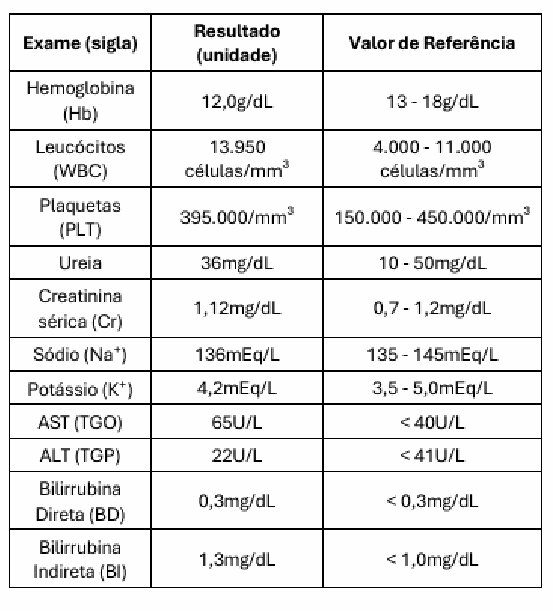 Exame (sigla)
Resultado
(unidade)
Valor de Referência
Hemoglobina
(Hb)
12,0g/dL
13 - 18g/dL
Leucócitos
(WBC)
13.950
células/mm³
4.000 - 11.000
células/mm³
Plaquetas
(PLT)
395.000/mm³
150.000 - 450.000/mm³
Ureia
36mg/dL
10 - 50mg/dL
Creatinina
sérica (Cr)
1,12mg/dL
0,7 - 1,2mg/dL
Sódio (Na⁺)
136mEq/L
135 - 145mEq/L
Potássio (K⁺)
4,2mEq/L
3,5 - 5,0mEq/L
AST (TGO)
65U/L
< 40U/L
ALT (TGP)
22U/L
< 41U/L
Bilirrubina
Direta (BD)
0,3mg/dL
< 0,3mg/dL
Bilirrubina
Indireta (BI)
1,3mg/dL
< 1,0mg/dL